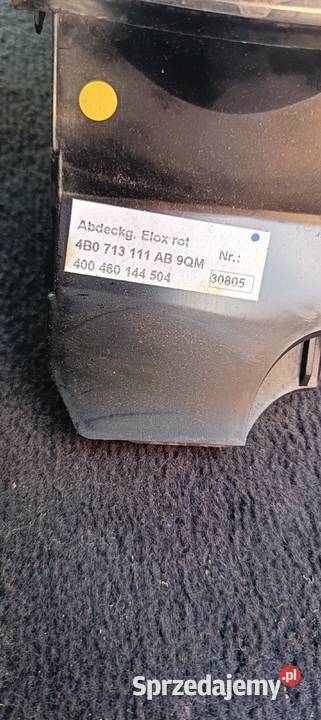 Abdeckg. Elox rot
4B0 713 111 AB 9QM
400 460 144 504
Nr.:
30805
Sprzedajemy.pl